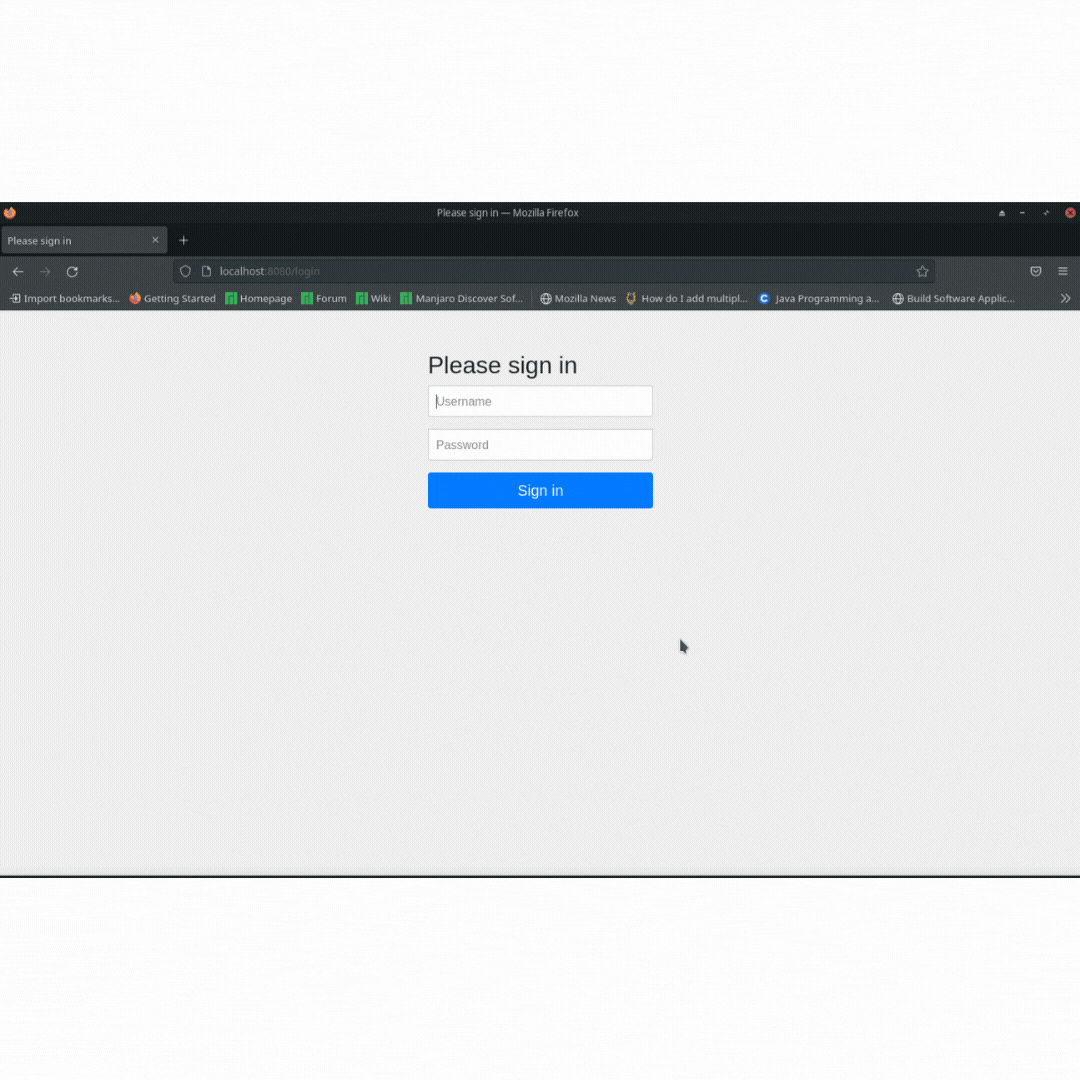 Please sign in — Mozilla Firefox
Please sign in
localhost:8080/login
Import bookmarks... Getting Started Homepage Forum Wiki Manjaro Discover Sof... Mozilla News How do I add multipl... Java Programming a... Build Software Applic...
Please sign in
Username
Password
Sign in